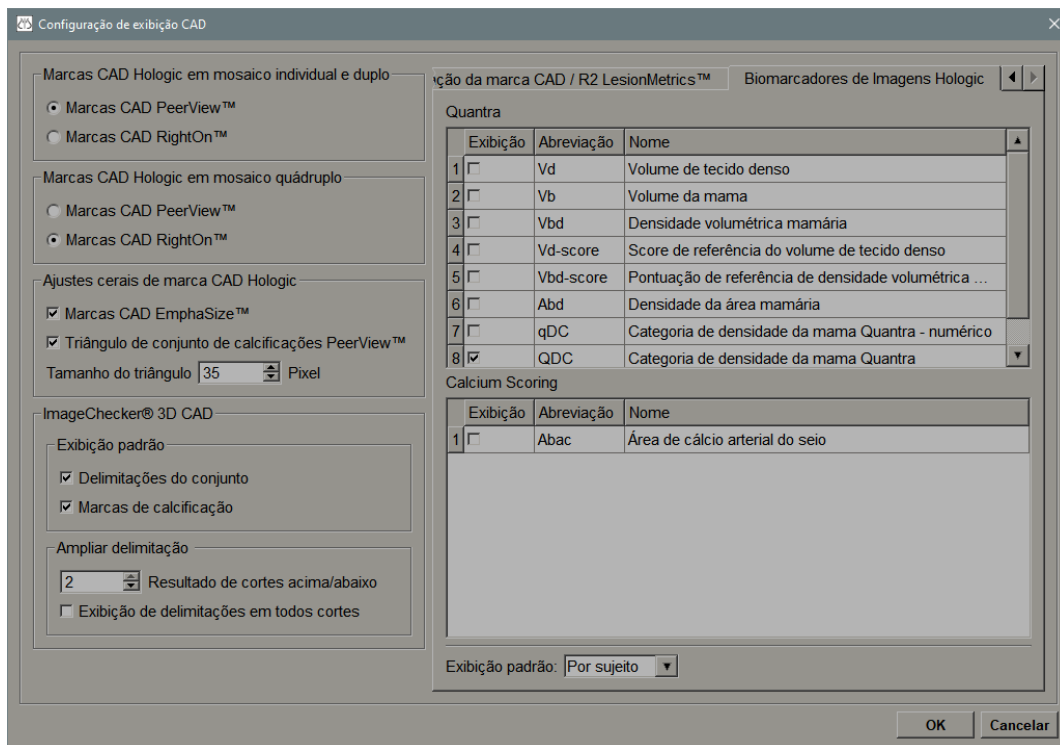 Configuração de exibição CAD
Marcas CAD Hologic em mosaico individual e duplo
Marcas CAD PeerView™
Marcas CAD RightOn™
Marcas CAD Hologic em mosaico quádruplo
Marcas CAD PeerView™
Marcas CAD RightOn™
Ajustes cerais de marca CAD Hologic
Marcas CAD EmphaSize™
Triângulo de conjunto de calcificações PeerView™
Tamanho do triângulo 35 Pixel
ImageChecker® 3D CAD
Exibição padrão
Delimitações do conjunto
Marcas de calcificação
Ampliar delimitação
2 Resultado de cortes acima/abaixo
Exibição de delimitações em todos cortes
ção da marca CAD / R2 LesionMetrics™ Biomarcadores de Imagens Hologic
Quantra
Exibição Abreviação Nome
1 Vd Volume de tecido denso
2 Vb Volume da mama
3 Vbd Densidade volumétrica mamária
4 Vd-score Score de referência do volume de tecido denso
5 Vbd-score Pontuação de referência de densidade volumétrica ...
6 Abd Densidade da área mamária
7 qDC Categoria de densidade da mama Quantra - numérico
8 QDC Categoria de densidade da mama Quantra
Calcium Scoring
Exibição Abreviação Nome
1 Abac Área de cálcio arterial do seio
Exibição padrão: Por sujeito
OK Cancelar